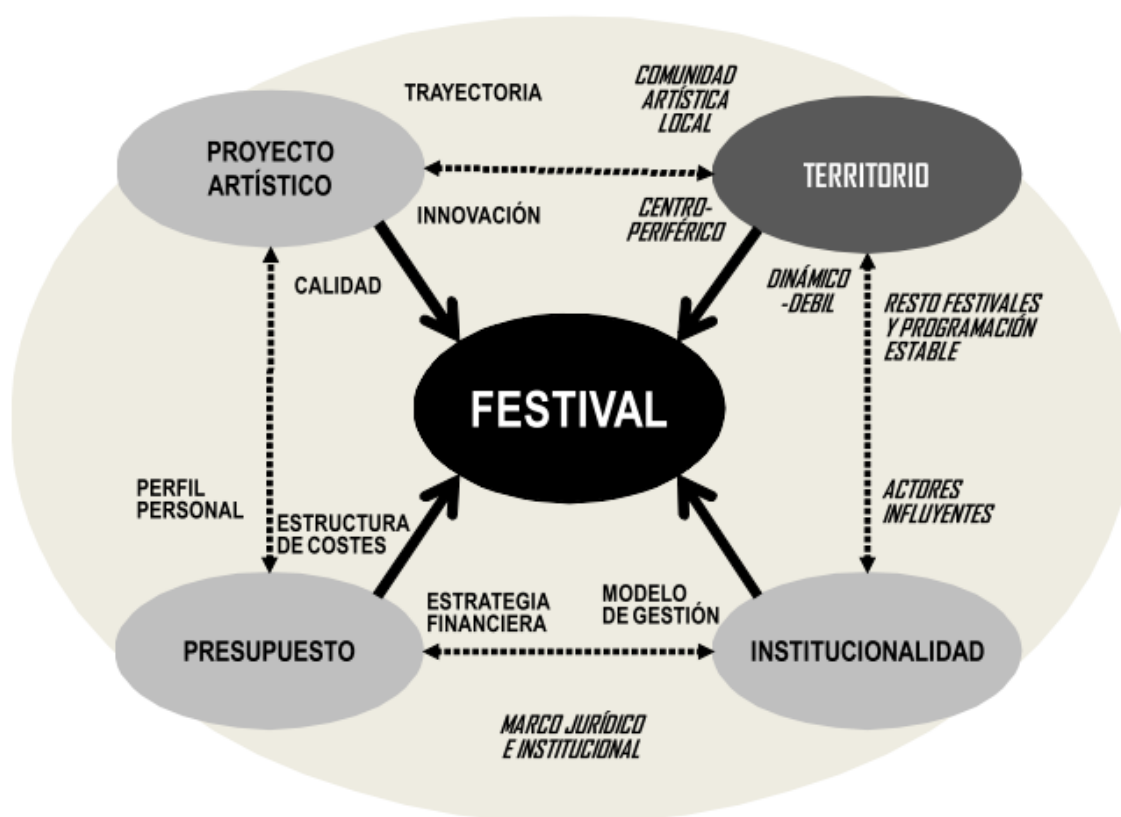 TRAYECTORIA
COMUNIDAD
ARTÍSTICA
LOCAL
PROYECTO
ARTÍSTICO
TERRITORIO
INNOVACIÓN
CENTRO-
PERIFÉRICO
CALIDAD
DINÁMICO
-DEBIL
RESTO FESTIVALES
Y PROGRAMACIÓN
ESTABLE
FESTIVAL
PERFIL
PERSONAL
ESTRUCTURA
DE COSTES
ACTORES
INFLUYENTES
ESTRATEGIA
FINANCIERA
MODELO
DE GESTIÓN
PRESUPUESTO
INSTITUCIONALIDAD
MARCO JURÍDICO
E INSTITUCIONAL